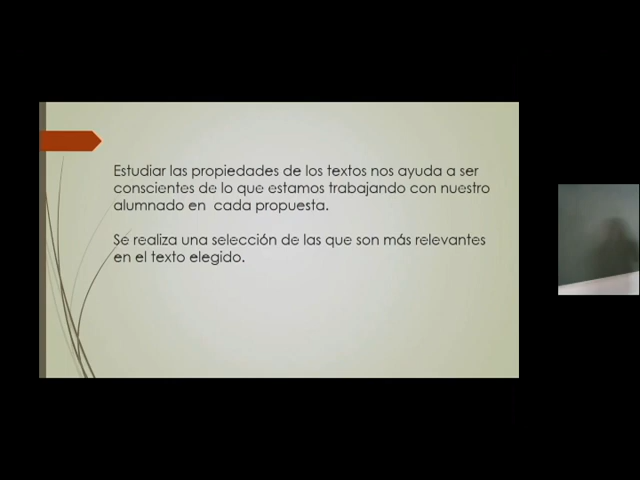 Estudiar las propiedades de los textos nos ayuda a ser
conscientes de lo que estamos trabajando con nuestro
alumnado en cada propuesta.
Se realiza una selección de las que son más relevantes
en el texto elegido.